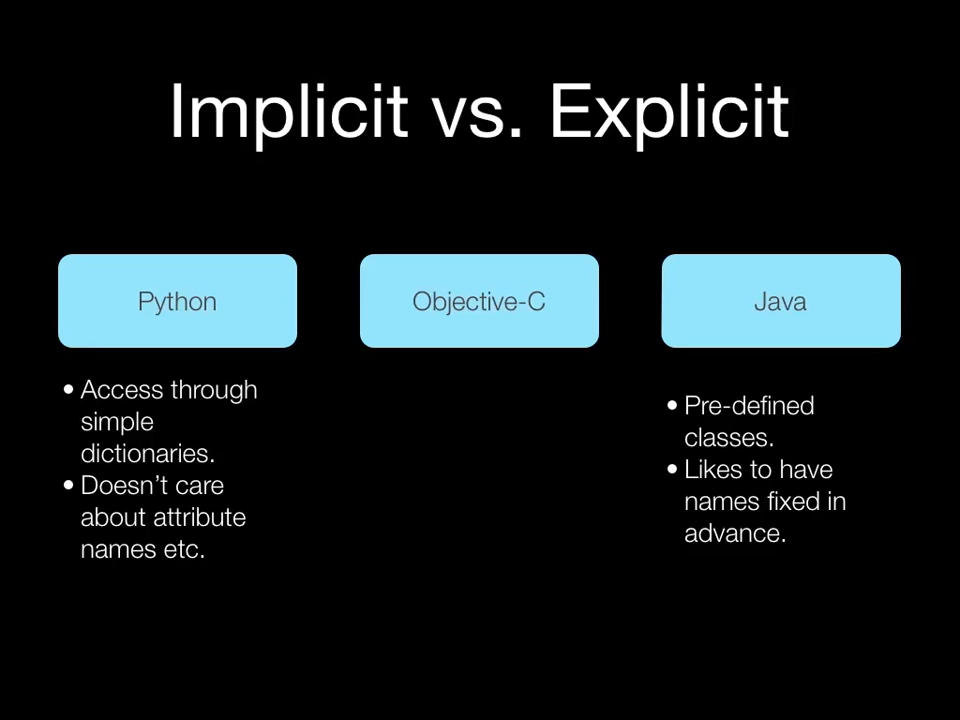 Implicit vs. Explicit
Python
Objective-C
Java
• Access through
simple
dictionaries.
• Doesn’t care
about attribute
names etc.
• Pre-defined
classes.
• Likes to have
names fixed in
advance.